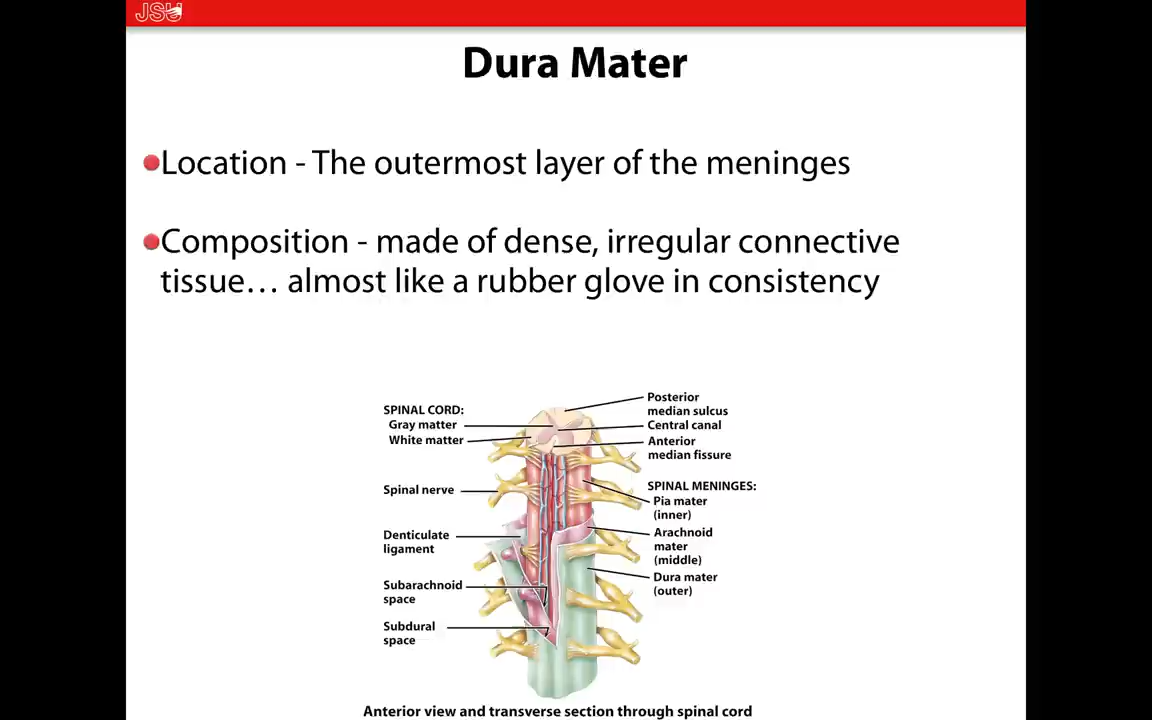 JSU
Dura Mater
Location - The outermost layer of the meninges
Composition - made of dense, irregular connective
tissue… almost like a rubber glove in consistency
SPINAL CORD:
Gray matter
White matter
Spinal nerve
Denticulate
ligament
Subarachnoid
space
Subdural
space
Posterior
median sulcus
Central canal
Anterior
median fissure
SPINAL MENINGES:
Pia mater
(inner)
Arachnoid
mater
(middle)
Dura mater
(outer)
Anterior view and transverse section through spinal cord